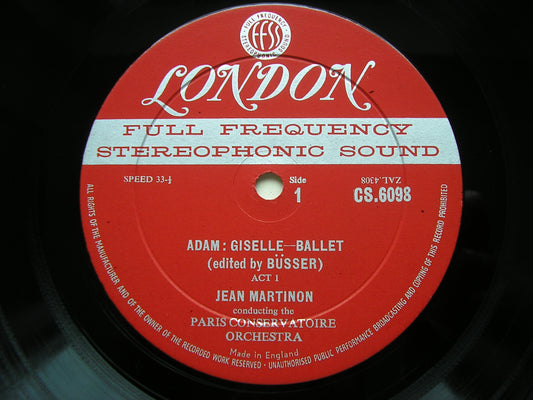 FULL FREQUENCY
FFSS
STEREOPHONIC SOUND
LONDON
FULL FREQUENCY
STEREOPHONIC SOUND
SPEED 33-⅓
Side
1
ZAL.4308
CS.6098
ADAM: GISELLE—BALLET
(edited by BÜSSER)
ACT 1
JEAN MARTINON
conducting the
PARIS CONSERVATOIRE
ORCHESTRA
Made in England
ALL RIGHTS OF THE MANUFACTURER AND OF THE OWNER OF THE RECORDED WORK RESERVED · UNAUTHORISED PUBLIC PERFORMANCE BROADCASTING AND COPYING OF THIS RECORD PROHIBITED